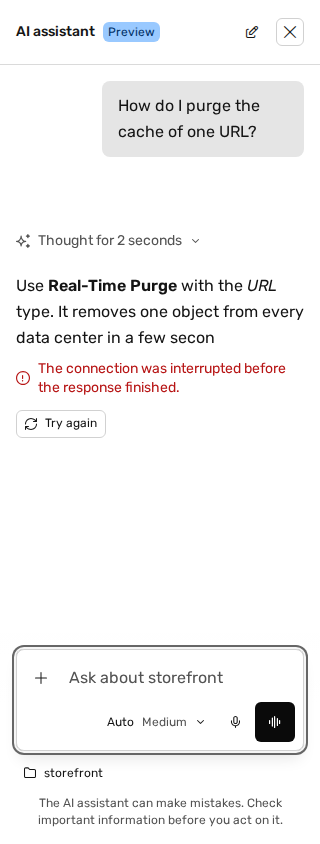 AI assistant Preview
How do I purge the
cache of one URL?
Thought for 2 seconds
Use Real-Time Purge with the URL
type. It removes one object from every
data center in a few secon
The connection was interrupted before
the response finished.
Try again
Ask about storefront
Auto Medium
storefront
The AI assistant can make mistakes. Check
important information before you act on it.